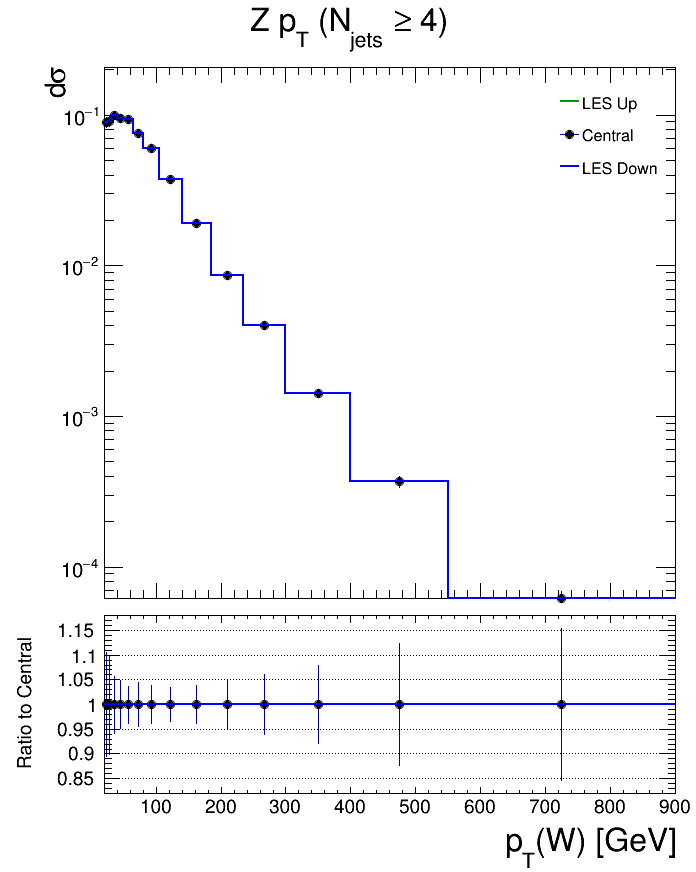 Z p_T (N_jets ≥ 4)
dσ
LES Up
Central
LES Down
10⁻¹
10⁻²
10⁻³
10⁻⁴
Ratio to Central
1.15
1.1
1.05
1
0.95
0.9
0.85
100 200 300 400 500 600 700 800 900
p_T(W) [GeV]